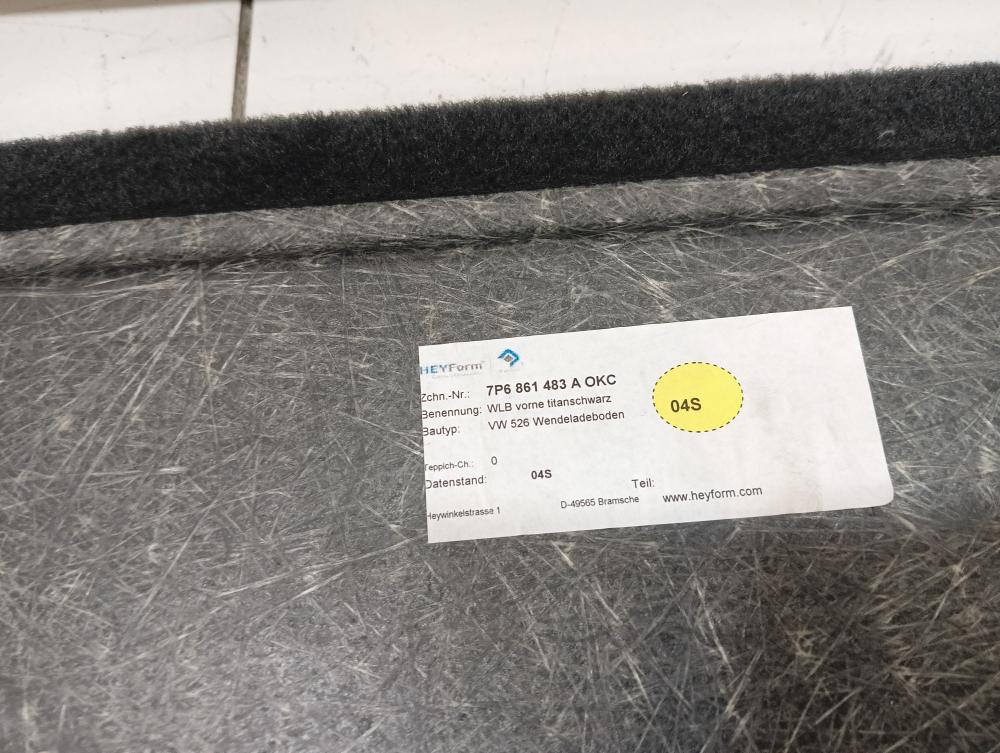 HEYForm
Zchn.-Nr.: 7P6 861 483 A OKC
Benennung: WLB vorne titanschwarz
Bautyp: VW 526 Wendeladeboden
04S
Teppich-Ch.: 0
Datenstand: 04S
Teil:
Heywinkelstrasse 1 D-49565 Bramsche www.heyform.com